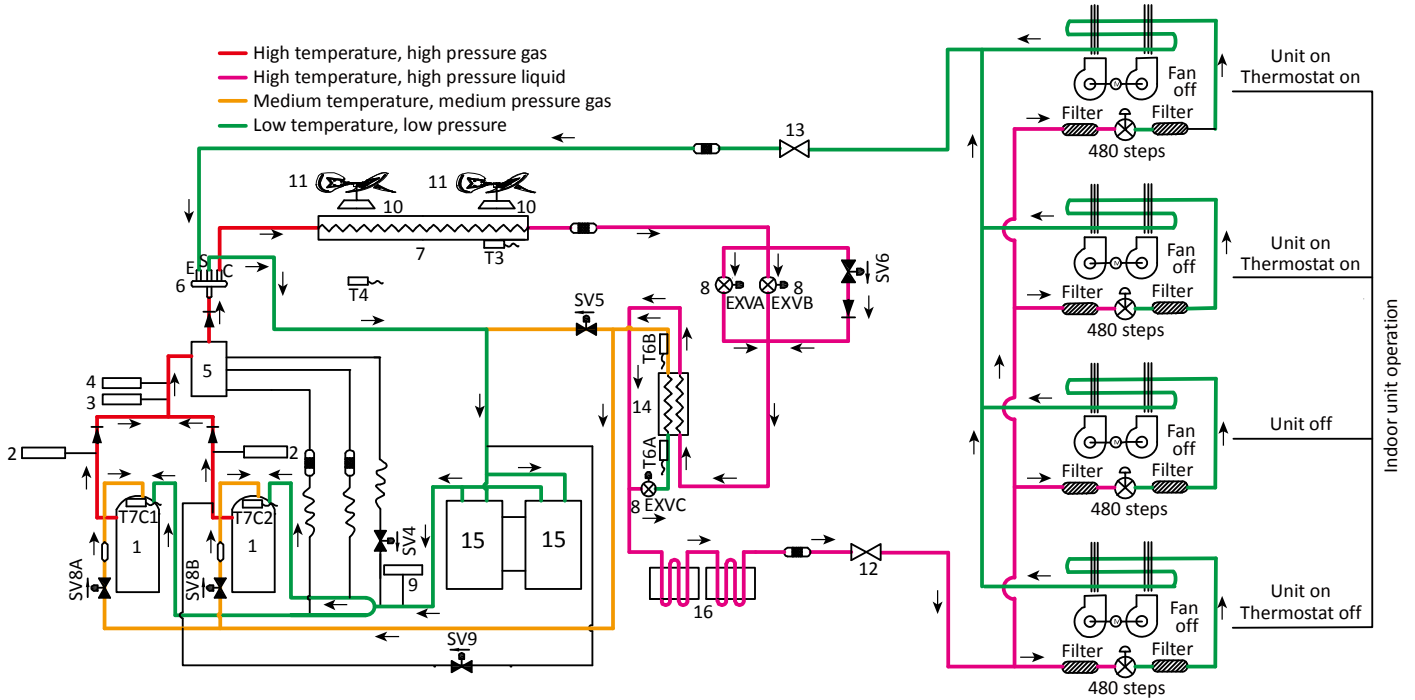 High temperature, high pressure gas
High temperature, high pressure liquid
Medium temperature, medium pressure gas
Low temperature, low pressure
13
11
11
10
10
7
T3
T4
E
S
C
6
5
4
3
2
2
T7C1
T7C2
1
1
SV8A
SV8B
SV4
9
SV9
15
15
SV5
T6B
14
T6A
8
EXVC
8
8
EXVA
EXVB
SV6
16
12
Fan
off
Filter
Filter
480 steps
Unit on
Thermostat on
Fan
off
Filter
Filter
480 steps
Unit on
Thermostat on
Fan
off
Filter
Filter
480 steps
Unit off
Fan
off
Filter
Filter
480 steps
Unit on
Thermostat off
Indoor unit operation